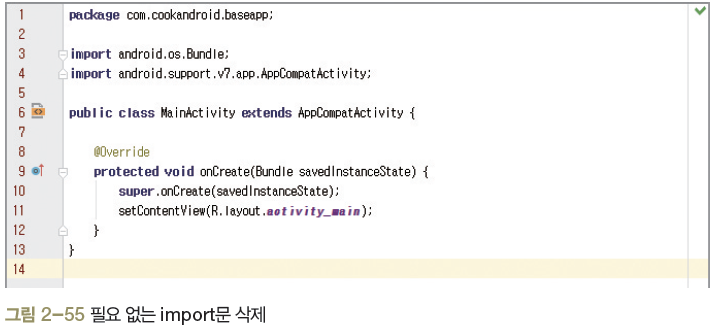 1 package com.cookandroid.baseapp;
2
3 import android.os.Bundle;
4 import android.support.v7.app.AppCompatActivity;
5
6 public class MainActivity extends AppCompatActivity {
7
8 @Override
9 protected void onCreate(Bundle savedInstanceState) {
10 super.onCreate(savedInstanceState);
11 setContentView(R.layout.activity_main);
12 }
13 }
14
그림 2-55 필요 없는 import문 삭제